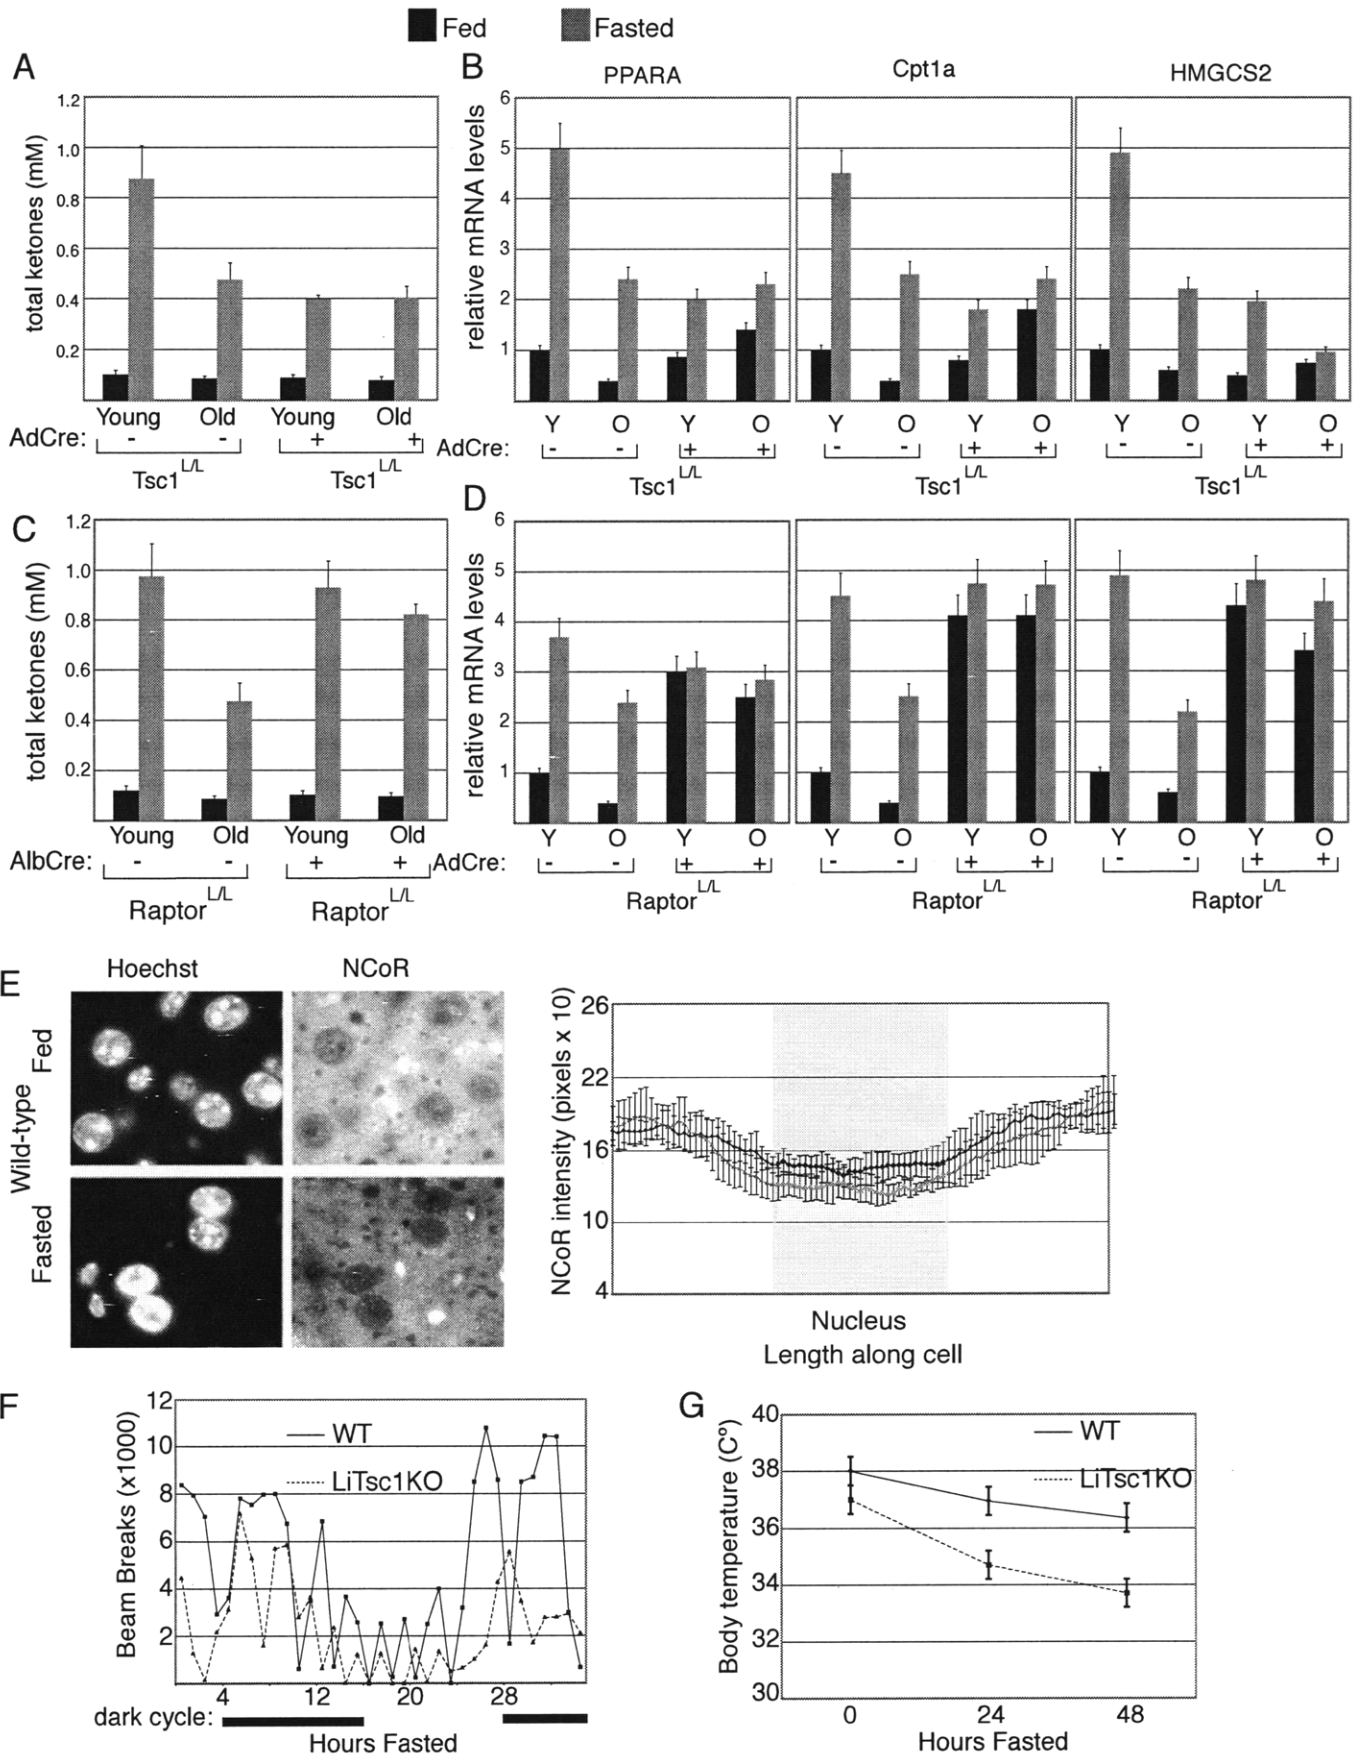 Fed Fasted
A
total ketones (mM)
1.2
1.0
0.8
0.6
0.4
0.2
Young Old Young Old
AdCre: - - + +
Tsc1 L/L Tsc1 L/L
B
PPARA Cpt1a HMGCS2
relative mRNA levels
6
5
4
3
2
1
Y O Y O Y O Y O Y O Y O
AdCre: - - + + - - + + - - + +
Tsc1 L/L Tsc1 L/L Tsc1 L/L
C
total ketones (mM)
1.2
1.0
0.8
0.6
0.4
0.2
Young Old Young Old
AlbCre: - - + +
Raptor L/L Raptor L/L
D
relative mRNA levels
6
5
4
3
2
1
Y O Y O Y O Y O Y O Y O
AdCre: - - + + - - + + - - + +
Raptor L/L Raptor L/L Raptor L/L
E
Hoechst NCoR
Wild-type
Fed
Fasted
NCoR intensity (pixels x 10)
26
22
16
10
4
Nucleus
Length along cell
F
Beam Breaks (x1000)
12
10
8
6
4
2
WT
LiTsc1KO
4 12 20 28
dark cycle:
Hours Fasted
G
Body temperature (C°)
40
38
36
34
32
30
WT
LiTsc1KO
0 24 48
Hours Fasted